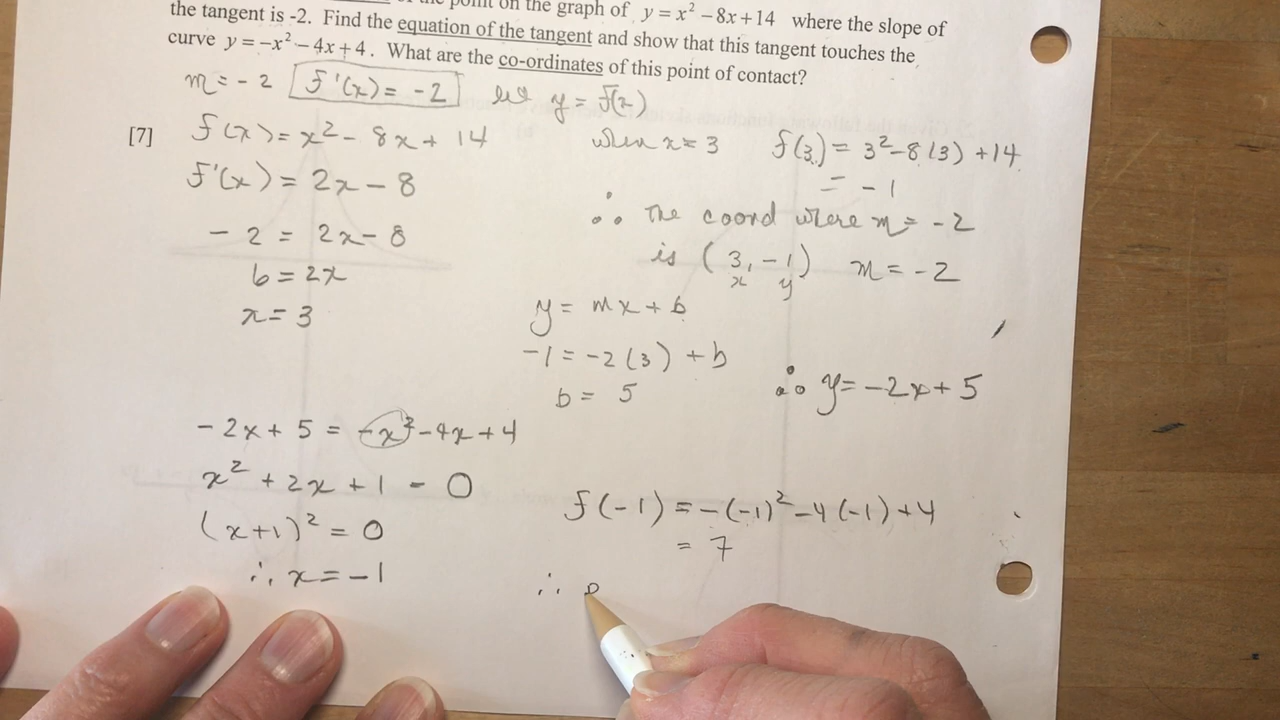 of the point on the graph of y = x² – 8x + 14 where the slope of
the tangent is -2. Find the equation of the tangent and show that this tangent touches the
curve y = –x² – 4x + 4. What are the co-ordinates of this point of contact?
m = - 2 f'(x) = -2 let y = f(x)
[7] f(x) = x² - 8x + 14
f'(x) = 2x - 8
- 2 = 2x - 8
6 = 2x
x = 3
when x = 3 f(3) = 3² - 8(3) + 14
= - 1
∴ the coord where m = -2
is (3, -1) m = -2
x y
y = mx + b
-1 = -2(3) + b
b = 5
∴ y = -2x + 5
- 2x + 5 = -x² - 4x + 4
x² + 2x + 1 = 0
(x+1)² = 0
∴ x = -1
f(-1) = -(-1)² - 4(-1) + 4
= 7
∴